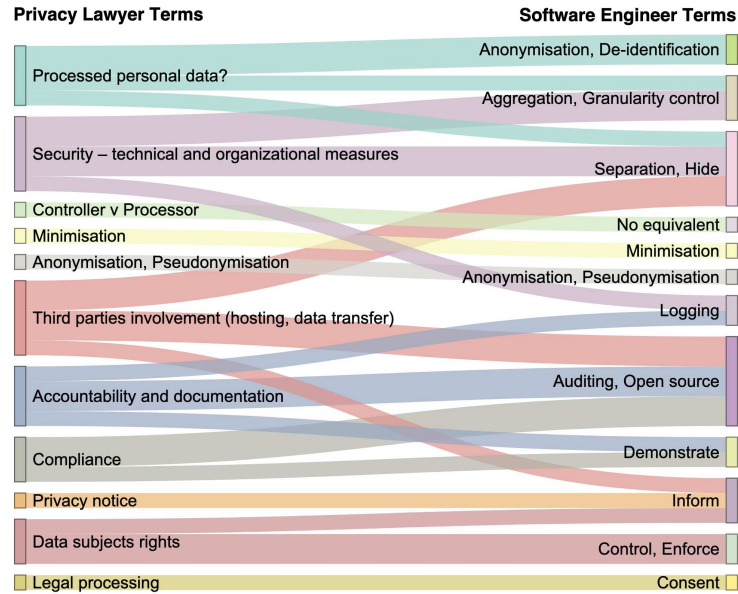 Privacy Lawyer Terms
Software Engineer Terms
Processed personal data?
Security – technical and organizational measures
Controller v Processor
Minimisation
Anonymisation, Pseudonymisation
Third parties involvement (hosting, data transfer)
Accountability and documentation
Compliance
Privacy notice
Data subjects rights
Legal processing
Anonymisation, De-identification
Aggregation, Granularity control
Separation, Hide
No equivalent
Minimisation
Anonymisation, Pseudonymisation
Logging
Auditing, Open source
Demonstrate
Inform
Control, Enforce
Consent